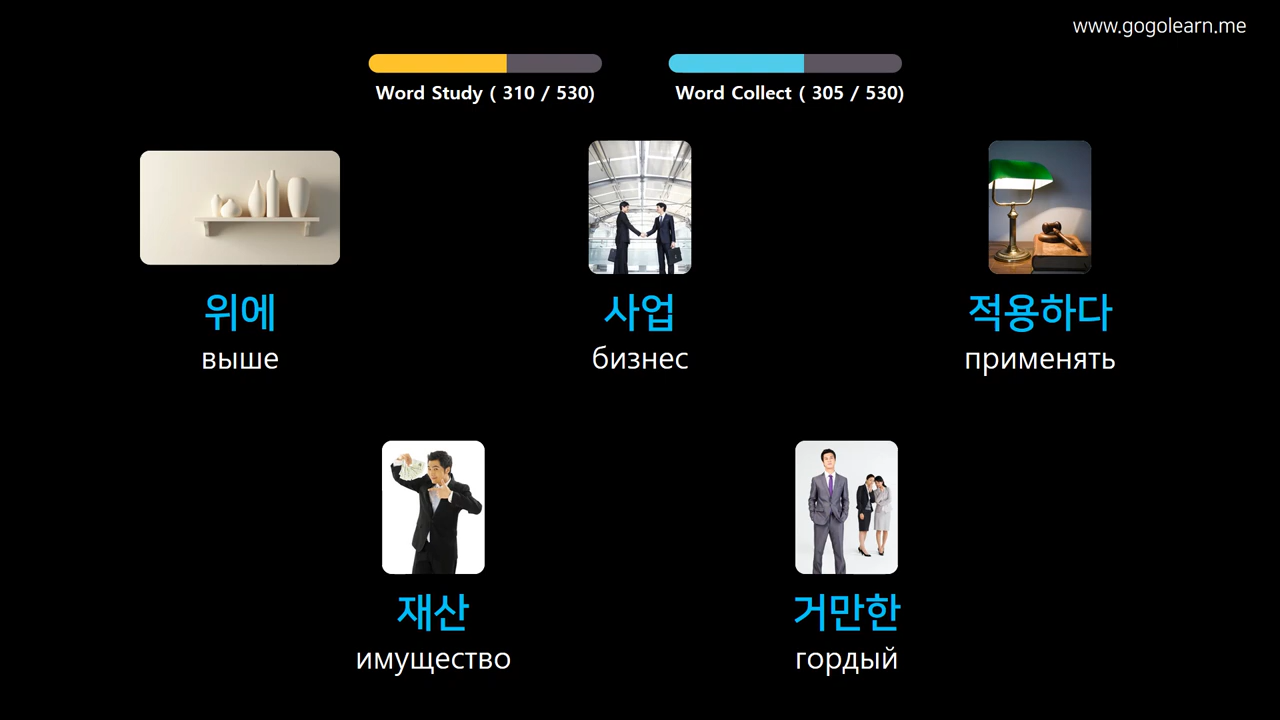 www.gogolearn.me
Word Study ( 310 / 530)
Word Collect ( 305 / 530)
위에
выше
사업
бизнес
적용하다
применять
재산
имущество
거만한
гордый